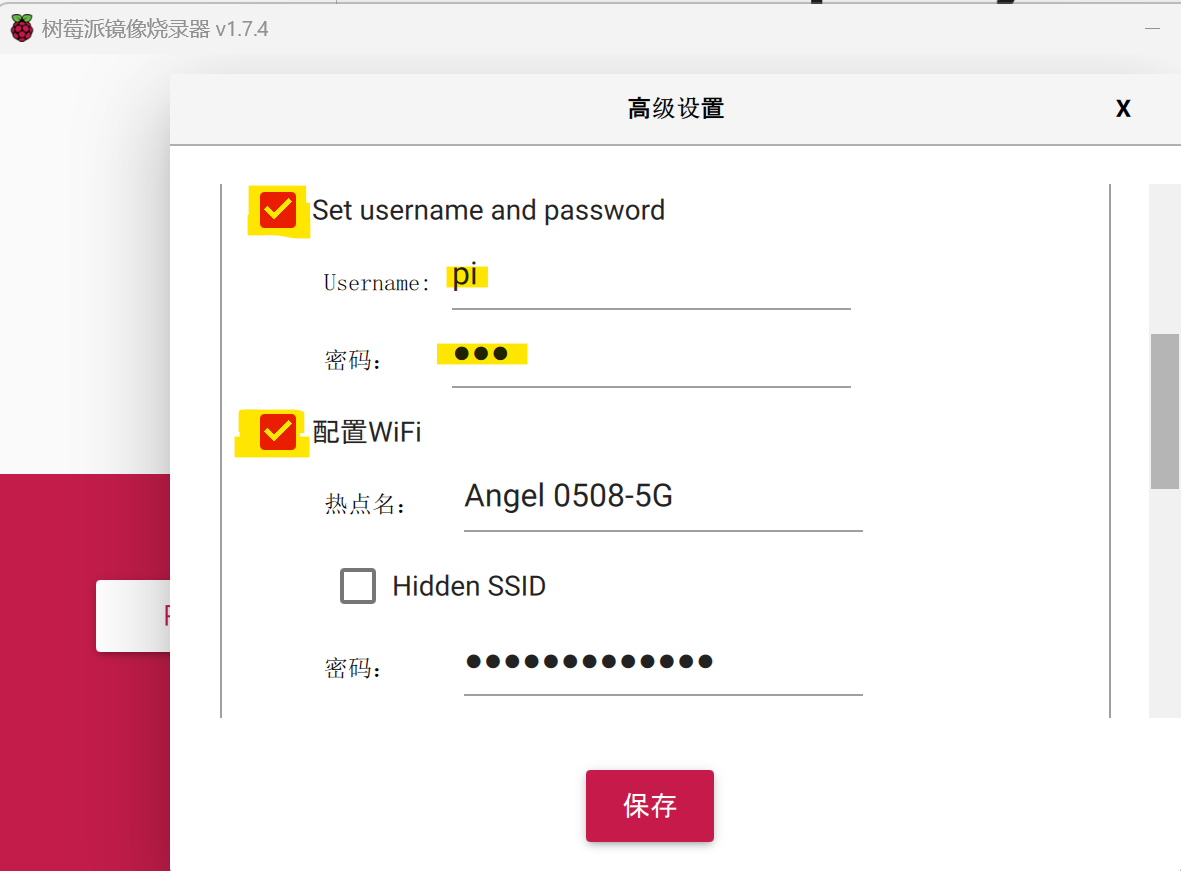 树莓派镜像烧录器 v1.7.4
高级设置
X
Set username and password
Username: pi
密码： ●●●
配置WiFi
热点名： Angel 0508-5G
Hidden SSID
密码： ●●●●●●●●●●●●●
保存